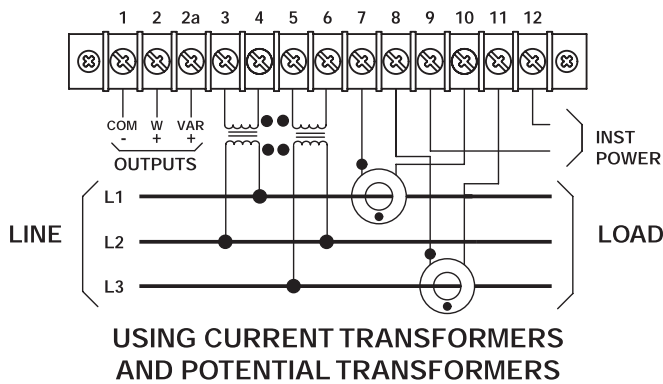 1 2 2a 3 4 5 6 7 8 9 10 11 12
COM W VAR
- + +
OUTPUTS
INST
POWER
L1
LINE L2 LOAD
L3
USING CURRENT TRANSFORMERS
AND POTENTIAL TRANSFORMERS